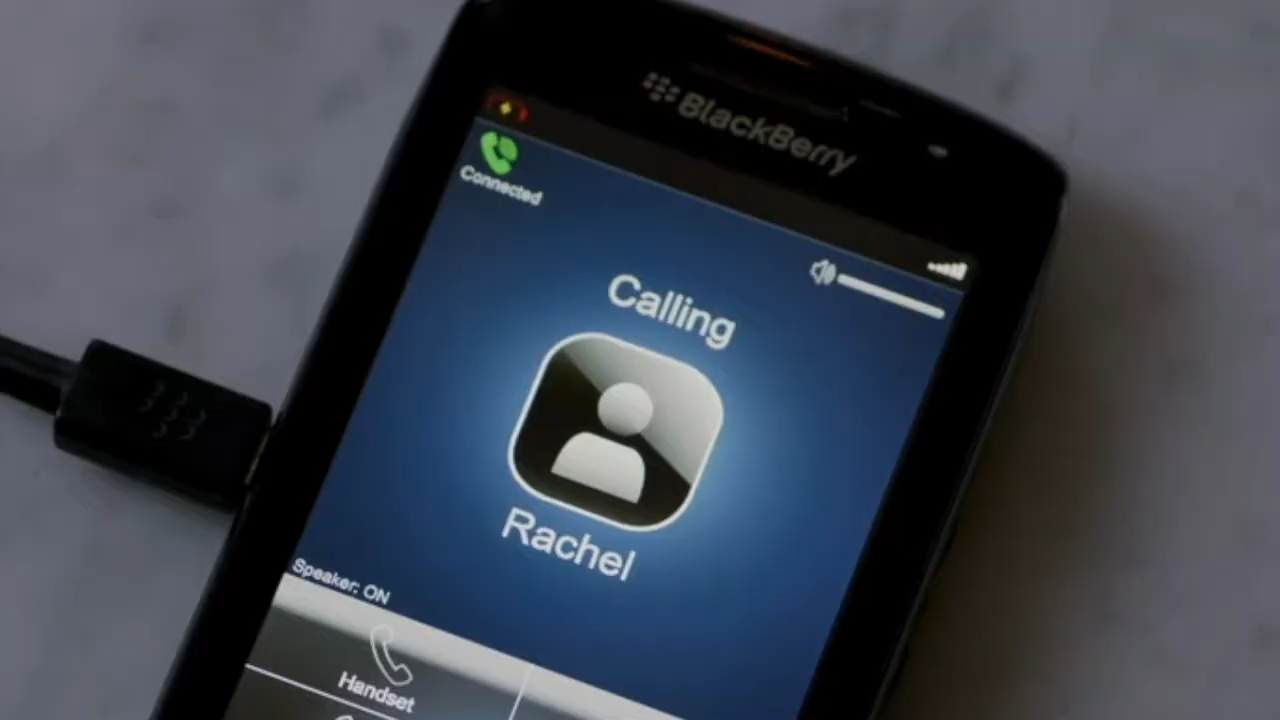 BlackBerry
Connected
Calling
Rachel
Speaker: ON
Handset